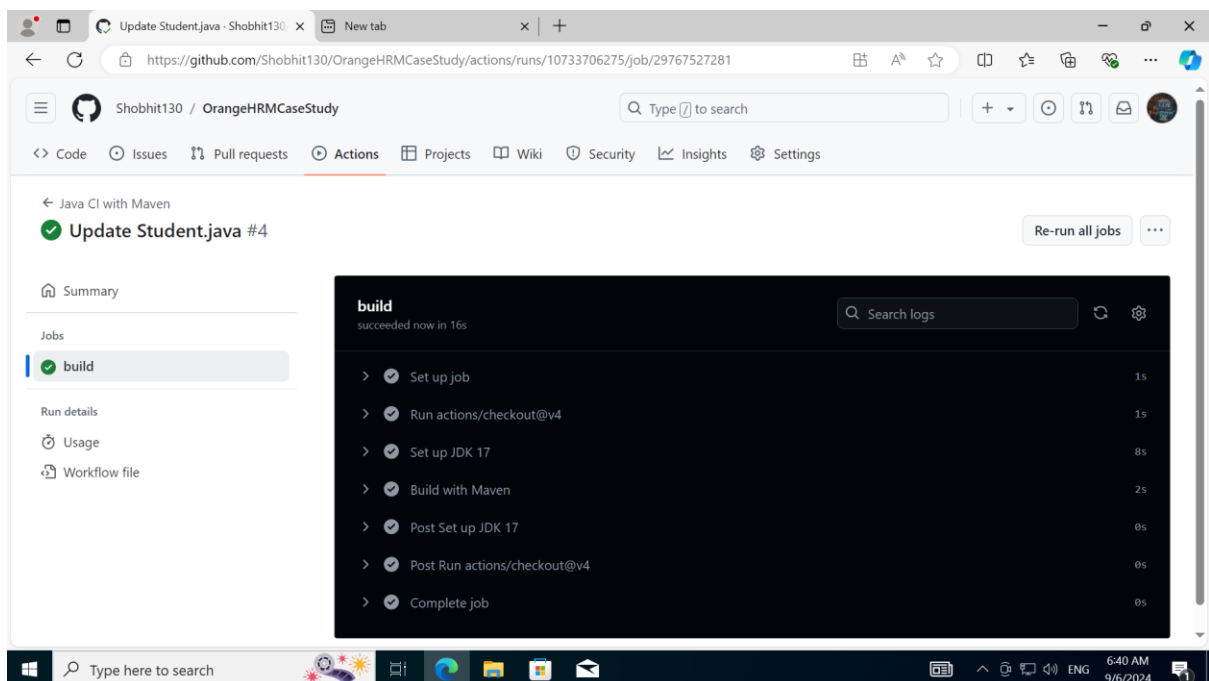 Update Student.java · Shobhit130
New tab
https://github.com/Shobhit130/OrangeHRMCaseStudy/actions/runs/10733706275/job/29767527281
Shobhit130 / OrangeHRMCaseStudy
Type / to search
<> Code Issues Pull requests Actions Projects Wiki Security Insights Settings
← Java CI with Maven
Update Student.java #4
Re-run all jobs
Summary
Jobs
build
Run details
Usage
Workflow file
build
succeeded now in 16s
Search logs
Set up job 1s
Run actions/checkout@v4 1s
Set up JDK 17 8s
Build with Maven 2s
Post Set up JDK 17 0s
Post Run actions/checkout@v4 0s
Complete job 0s
Type here to search
ENG
6:40 AM
9/6/2024
1